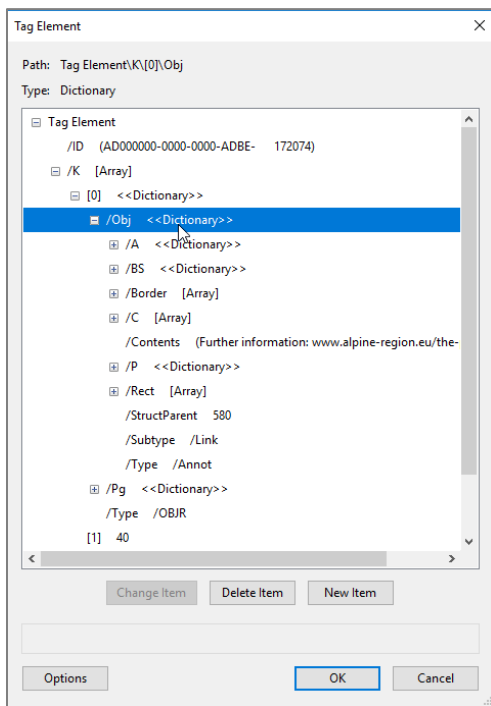 Tag Element
Path: Tag Element\K\[0]\Obj
Type: Dictionary
Tag Element
/ID (AD000000-0000-0000-ADBE- 172074)
/K [Array]
[0] <<Dictionary>>
/Obj <<Dictionary>>
/A <<Dictionary>>
/BS <<Dictionary>>
/Border [Array]
/C [Array]
/Contents (Further information: www.alpine-region.eu/the-
/P <<Dictionary>>
/Rect [Array]
/StructParent 580
/Subtype /Link
/Type /Annot
/Pg <<Dictionary>>
/Type /OBJR
[1] 40
Change Item Delete Item New Item
Options OK Cancel